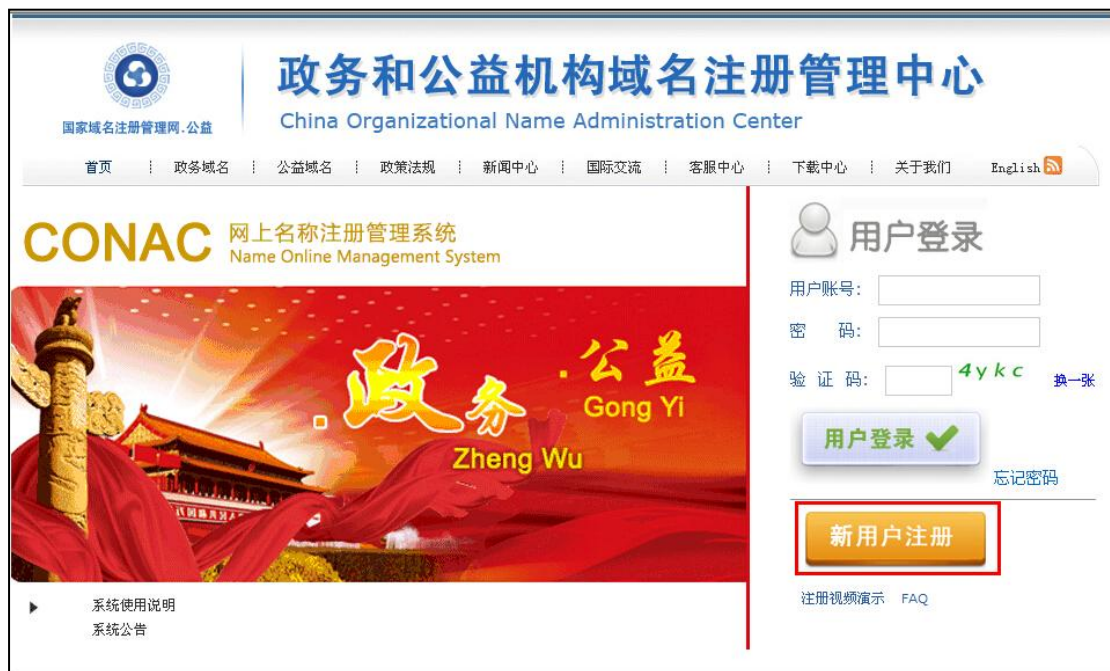 政务和公益机构域名注册管理中心
China Organizational Name Administration Center
国家域名注册管理网.公益
首页 政务域名 公益域名 政策法规 新闻中心 国际交流 客服中心 下载中心 关于我们 English
CONAC 网上名称注册管理系统
Name Online Management System
.政务
Zheng Wu
.公益
Gong Yi
系统使用说明
系统公告
用户登录
用户账号:
密 码:
验 证 码: 4ykc 换一张
用户登录
忘记密码
新用户注册
注册视频演示 FAQ